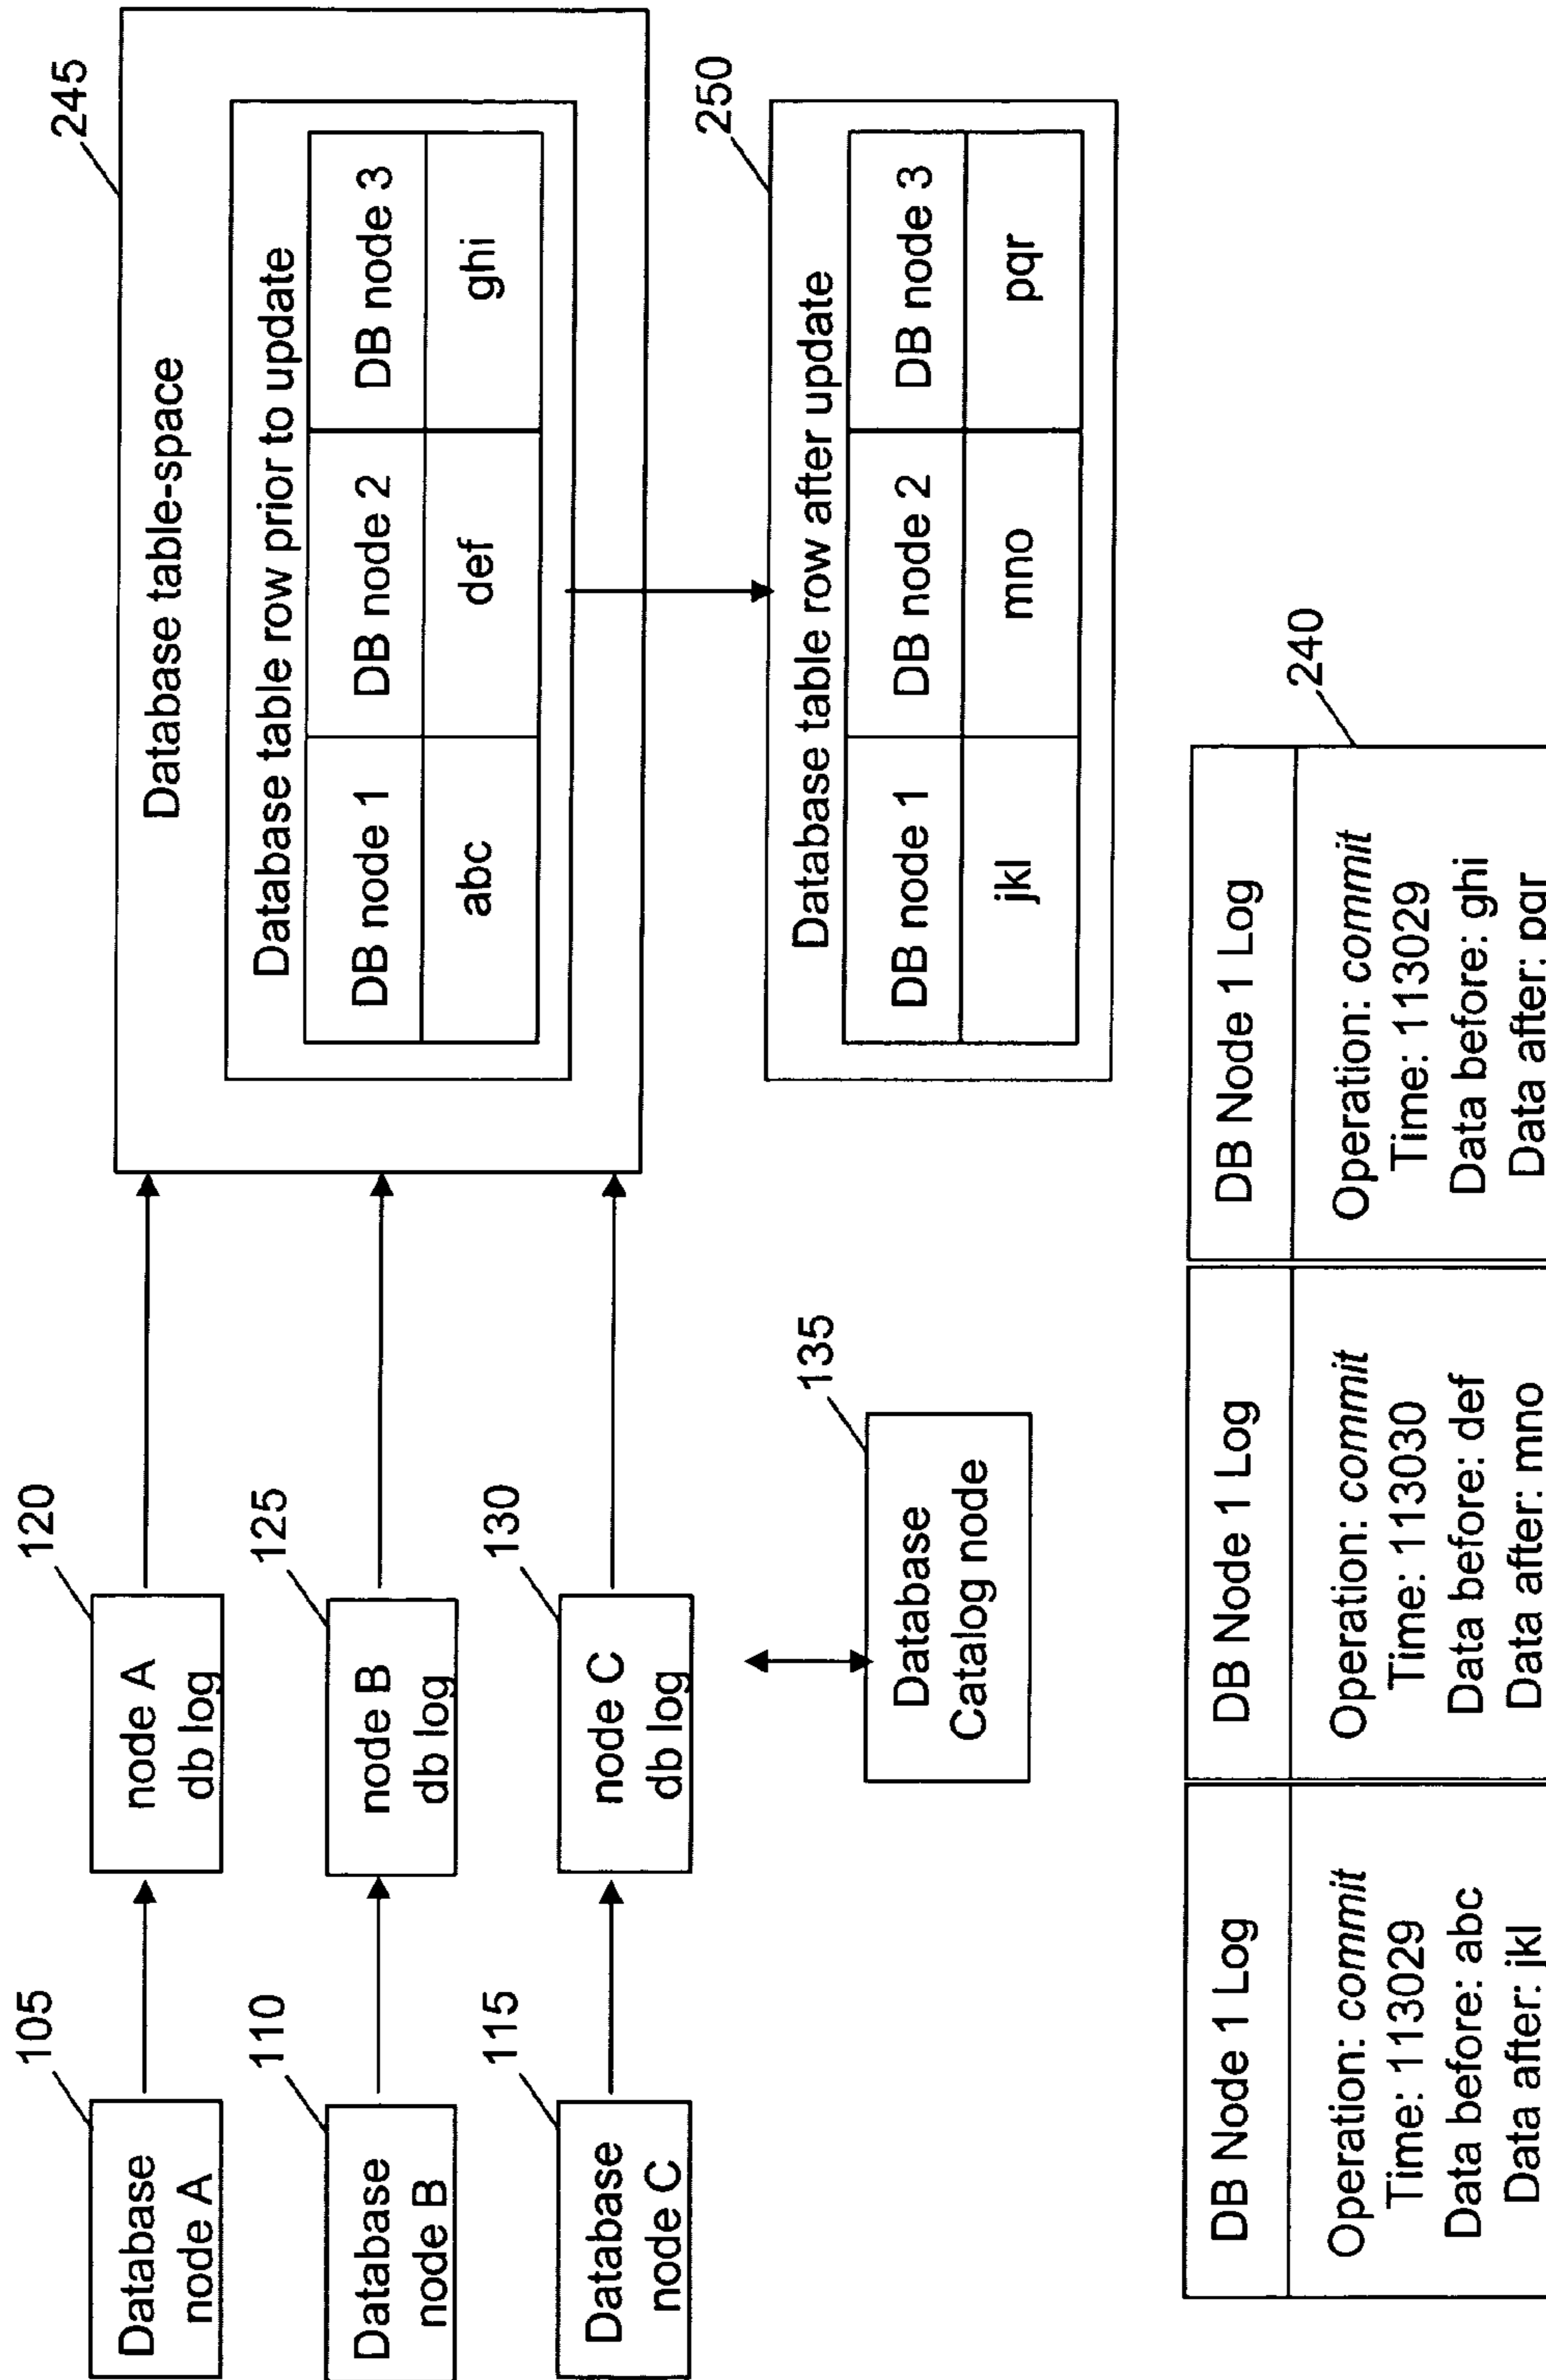 105
Database
node A
120
node A
db log
110
Database
node B
125
node B
db log
115
Database
node C
130
node C
db log
135
Database
Catalog node
245
Database table-space
Database table row prior to update
DB node 1
DB node 2
DB node 3
abc
def
ghi
250
Database table row after update
DB node 1
DB node 2
DB node 3
jkl
mno
pqr
240
DB Node 1 Log
Operation: commit
Time: 113029
Data before: abc
Data after: jkl
DB Node 1 Log
Operation: commit
Time: 113030
Data before: def
Data after: mno
DB Node 1 Log
Operation: commit
Time: 113029
Data before: ghi
Data after: pqr